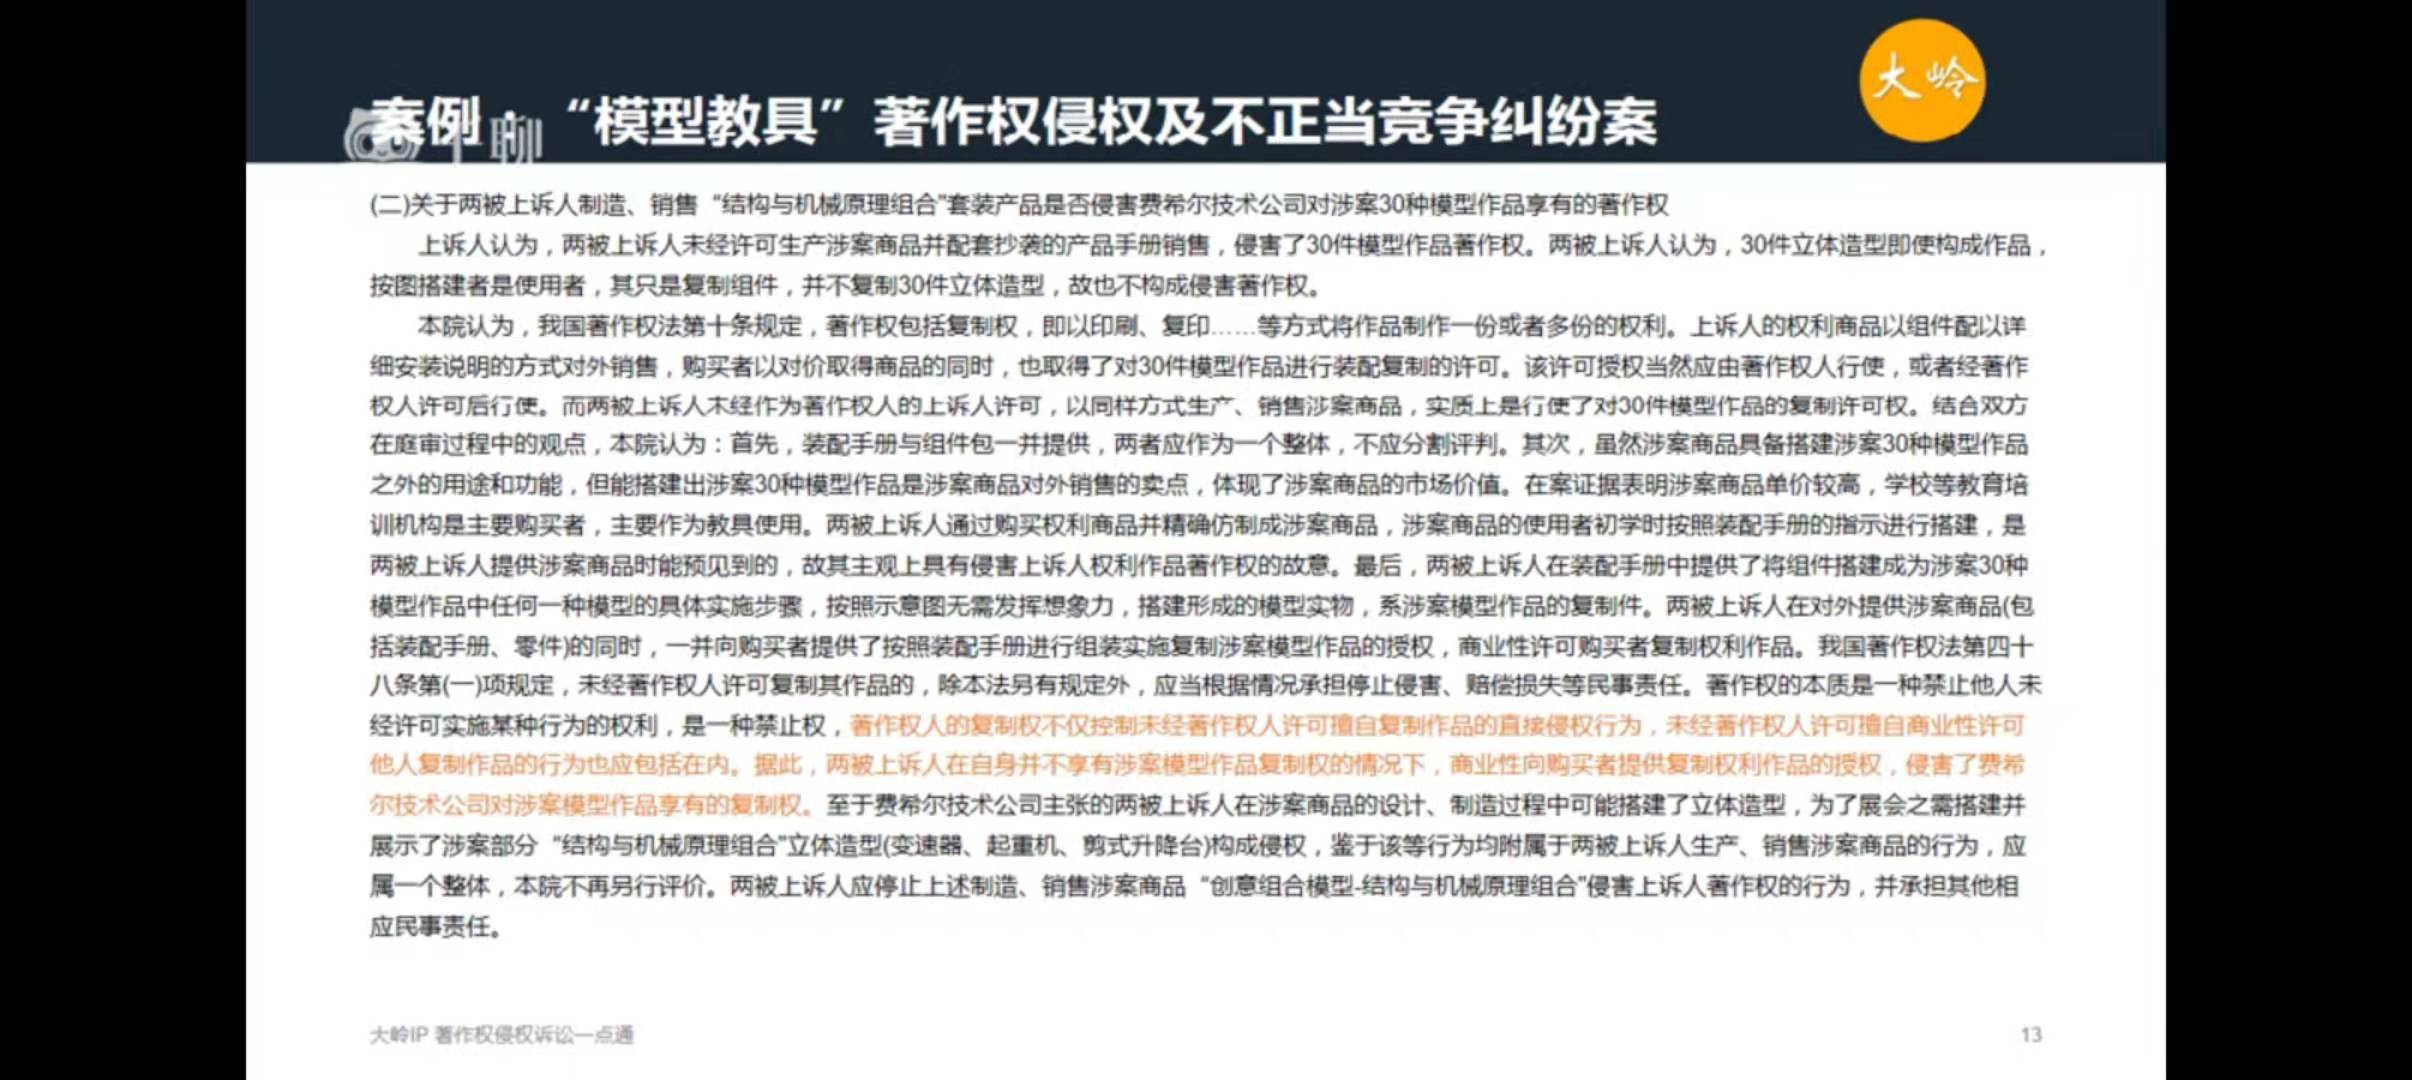 大岭
案例：“模型教具”著作权侵权及不正当竞争纠纷案
(二)关于两被上诉人制造、销售“结构与机械原理组合”套装产品是否侵害费希尔技术公司对涉案30种模型作品享有的著作权
上诉人认为，两被上诉人未经许可生产涉案商品并配套抄袭的产品手册销售，侵害了30件模型作品著作权。两被上诉人认为，30件立体造型即使构成作品，
按图搭建者是使用者，其只是复制组件，并不复制30件立体造型，故也不构成侵害著作权。
本院认为，我国著作权法第十条规定，著作权包括复制权，即以印刷、复印……等方式将作品制作一份或者多份的权利。上诉人的权利商品以组件配以详
细安装说明的方式对外销售，购买者以对价取得商品的同时，也取得了对30件模型作品进行装配复制的许可。该许可授权当然应由著作权人行使，或者经著作
权人许可后行使。而两被上诉人未经作为著作权人的上诉人许可，以同样方式生产、销售涉案商品，实质上是行使了对30件模型作品的复制许可权。结合双方
在庭审过程中的观点，本院认为：首先，装配手册与组件包一并提供，两者应作为一个整体，不应分割评判。其次，虽然涉案商品具备搭建涉案30种模型作品
之外的用途和功能，但能搭建出涉案30种模型作品是涉案商品对外销售的卖点，体现了涉案商品的市场价值。在案证据表明涉案商品单价较高，学校等教育培
训机构是主要购买者，主要作为教具使用。两被上诉人通过购买权利商品并精确仿制成涉案商品，涉案商品的使用者初学时按照装配手册的指示进行搭建，是
两被上诉人提供涉案商品时能预见到的，故其主观上具有侵害上诉人权利作品著作权的故意。最后，两被上诉人在装配手册中提供了将组件搭建成为涉案30种
模型作品中任何一种模型的具体实施步骤，按照示意图无需发挥想象力，搭建形成的模型实物，系涉案模型作品的复制件。两被上诉人在对外提供涉案商品(包
括装配手册、零件)的同时，一并向购买者提供了按照装配手册进行组装实施复制涉案模型作品的授权，商业性许可购买者复制权利作品。我国著作权法第四十
八条第(一)项规定，未经著作权人许可复制其作品的，除本法另有规定外，应当根据情况承担停止侵害、赔偿损失等民事责任。著作权的本质是一种禁止他人未
经许可实施某种行为的权利，是一种禁止权，著作权人的复制权不仅控制未经著作权人许可擅自复制作品的直接侵权行为，未经著作权人许可擅自商业性许可
他人复制作品的行为也应包括在内。据此，两被上诉人在自身并不享有涉案模型作品复制权的情况下，商业性向购买者提供复制权利作品的授权，侵害了费希
尔技术公司对涉案模型作品享有的复制权。至于费希尔技术公司主张的两被上诉人在涉案商品的设计、制造过程中可能搭建了立体造型，为了展会之需搭建并
展示了涉案部分“结构与机械原理组合”立体造型(变速器、起重机、剪式升降台)构成侵权，鉴于该等行为均附属于两被上诉人生产、销售涉案商品的行为，应
属一个整体，本院不再另行评价。两被上诉人应停止上述制造、销售涉案商品“创意组合模型-结构与机械原理组合”侵害上诉人著作权的行为，并承担其他相
应民事责任。
大岭IP 著作权侵权诉讼一点通
13